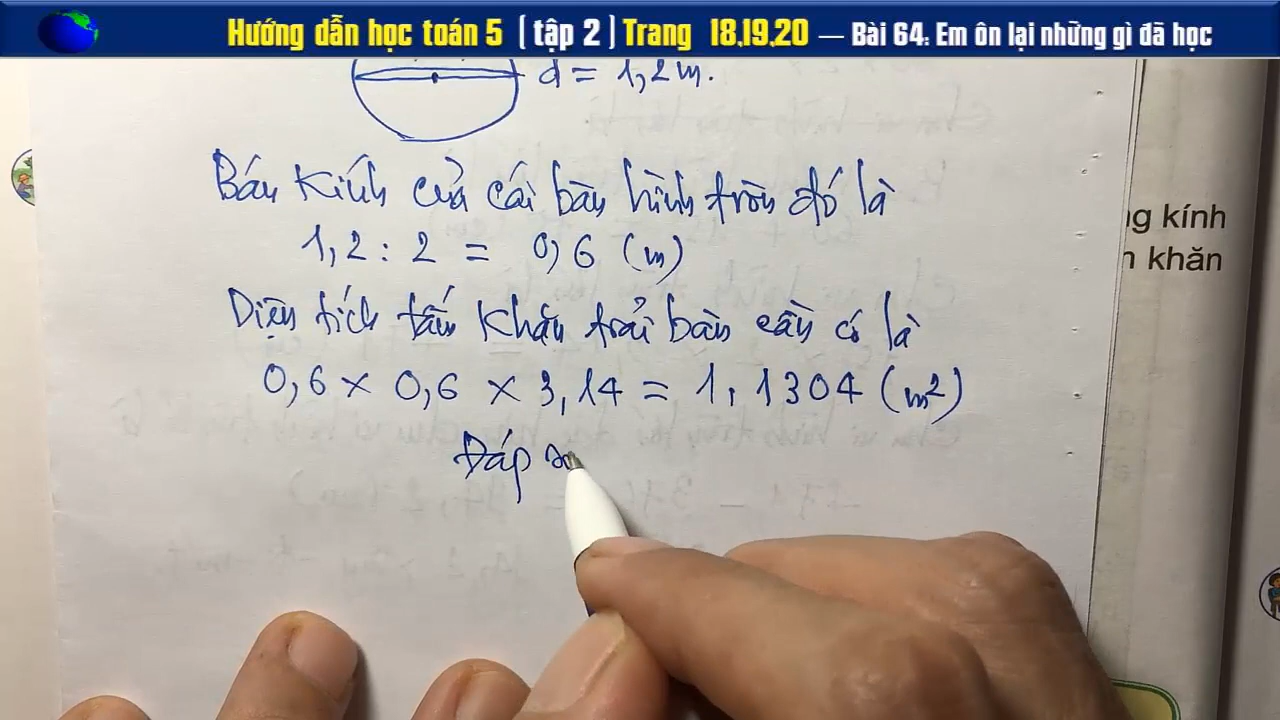 Hướng dẫn học toán 5 ( tập 2 ) Trang 18,19,20 – Bài 64: Em ôn lại những gì đã học
d = 1,2m.
Bán kính của cái bàn hình tròn đó là
1,2 : 2 = 0,6 (m)
ng kính
khăn
Diện tích tấm khăn trải bàn cần có là
0,6 × 0,6 × 3,14 = 1,1304 (m²)
Đáp số